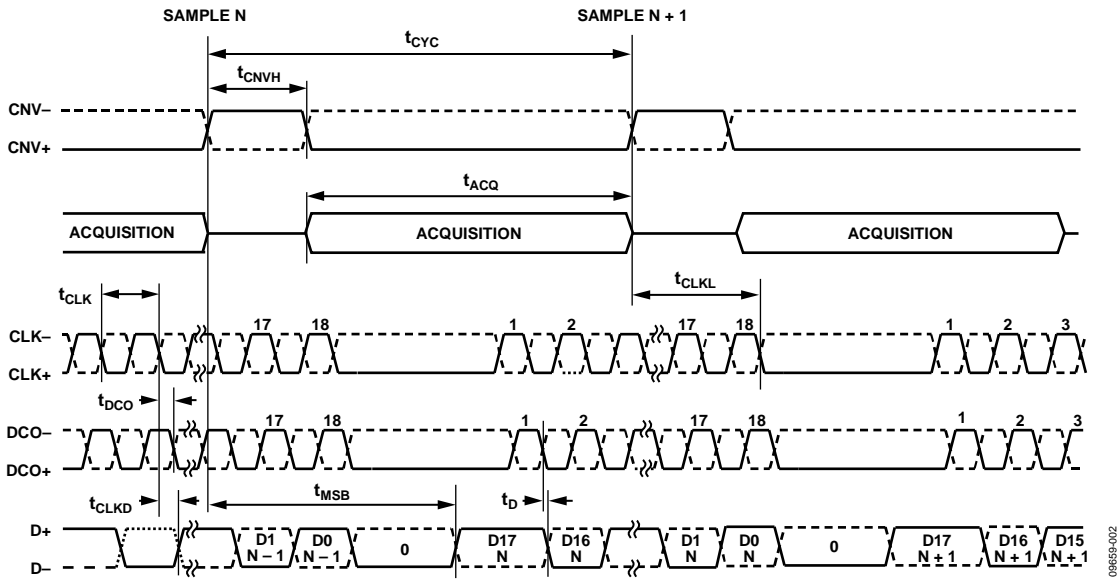 SAMPLE N SAMPLE N + 1
tCYC
tCNVH
CNV–
CNV+
tACQ
ACQUISITION ACQUISITION ACQUISITION
tCLK tCLKL
17 18 1 2 17 18 1 2 3
CLK–
CLK+
tDCO
17 18 1 2 17 18 1 2 3
DCO–
DCO+
tCLKD tMSB tD
D+
D–
D1 N – 1 D0 N – 1 0 D17 N D16 N D1 N D0 N 0 D17 N + 1 D16 N + 1 D15 N + 1
09659-002